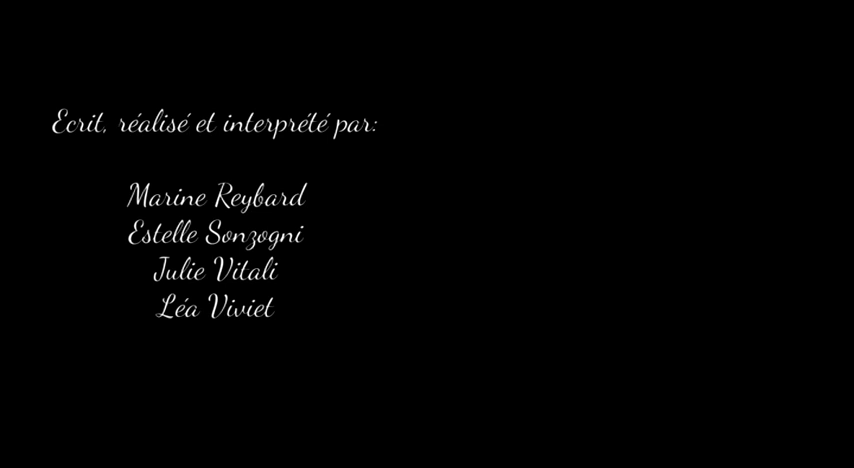 Ecrit, réalisé et interprété par:
Marine Reybard
Estelle Sonzogni
Julie Vitali
Léa Viviet